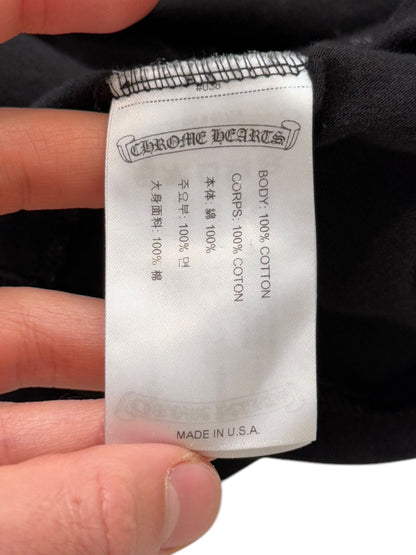 #036
CHROME HEARTS
BODY: 100% COTTON
CORPS: 100% COTON
本体: 綿 100%
주요부: 100% 면
大身面料: 100% 棉
MADE IN U.S.A.